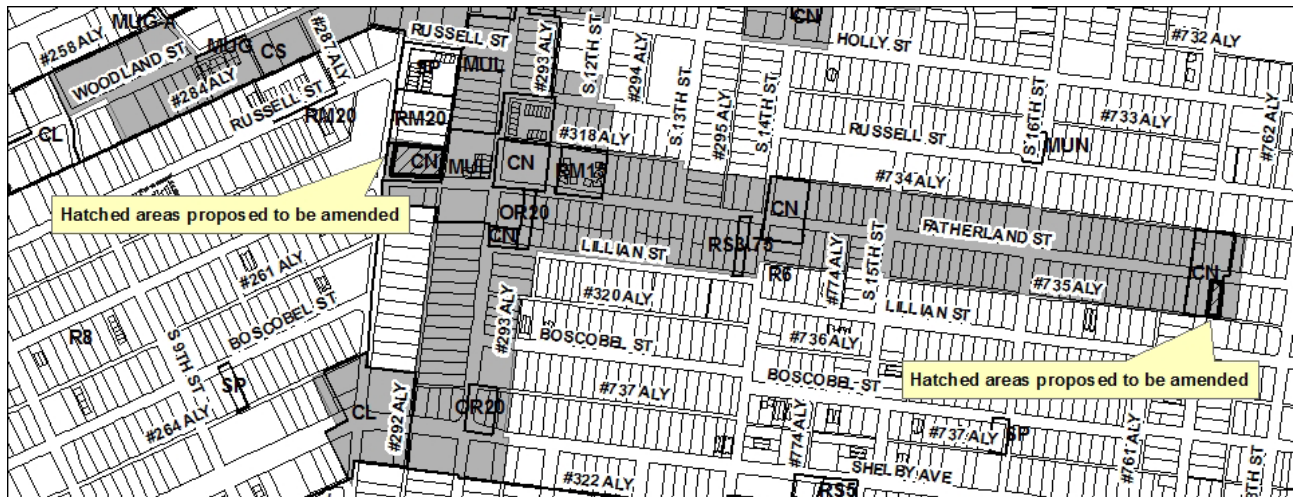 MUG-A
#258 ALY
WOODLAND ST
MUG
CS
#287 ALY
#284 ALY
RUSSELL ST
RM20
CL
RUSSELL ST
SP
MUL
#293 ALY
S 12TH ST
#294 ALY
CN
HOLLY ST
#732 ALY
RM20
#318 ALY
S 13TH ST
#295 ALY
S 14TH ST
RUSSELL ST
S 16TH ST
#733 ALY
MUN
#762 ALY
CN
MUL
CN
RM15
#734 ALY
Hatched areas proposed to be amended
OR20
CN
LILLIAN ST
RS3.75
CN
FATHERLAND ST
S 15TH ST
R6
#774 ALY
CN
#735 ALY
#261 ALY
#320 ALY
LILLIAN ST
R8
BOSCOBEL ST
#293 ALY
BOSCOBEL ST
#736 ALY
S 9TH ST
BOSCOBEL ST
Hatched areas proposed to be amended
SP
#264 ALY
CL
#292 ALY
OR20
#737 ALY
#774 ALY
#737 ALY
SP
#761 ALY
SHELBY AVE
#322 ALY
RS5